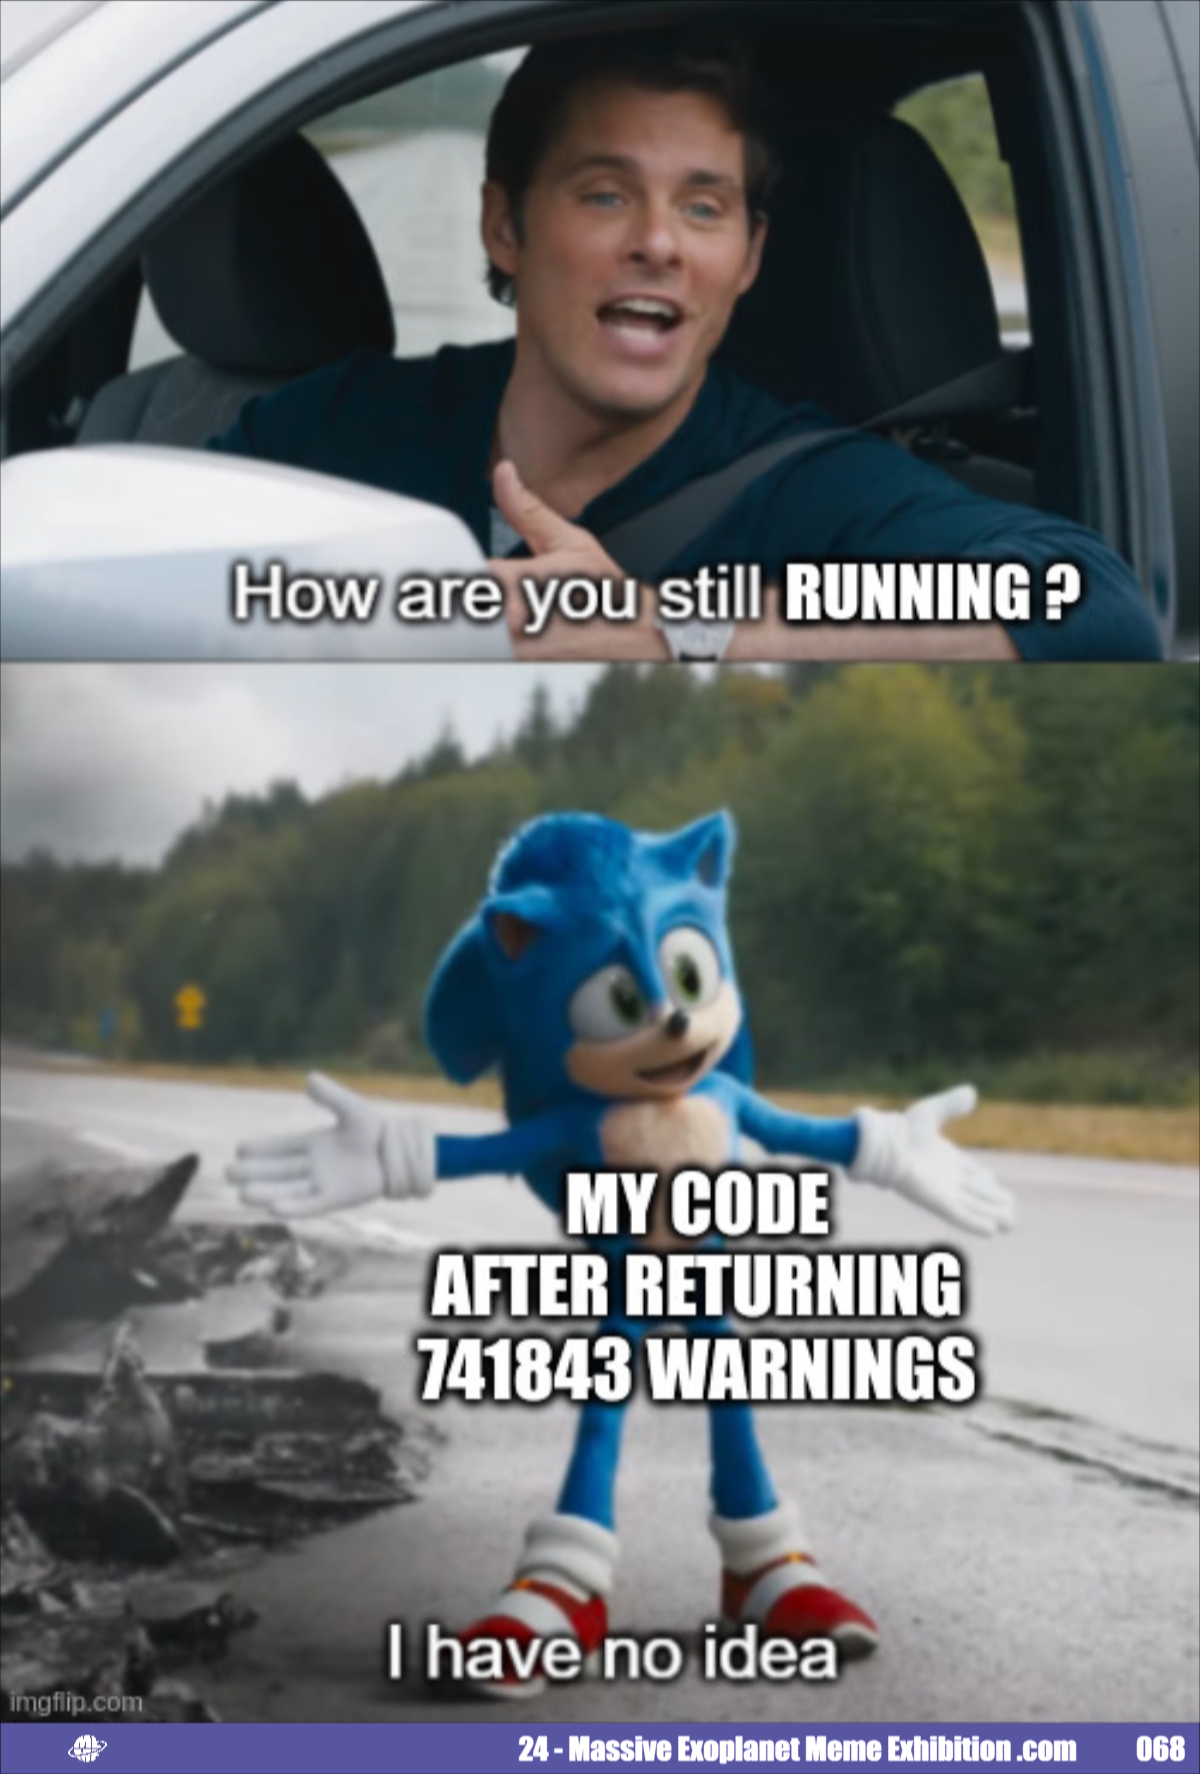 How are you still RUNNING ?
MY CODE
AFTER RETURNING
741843 WARNINGS
I have no idea
imgflip.com
24 - Massive Exoplanet Meme Exhibition .com 068